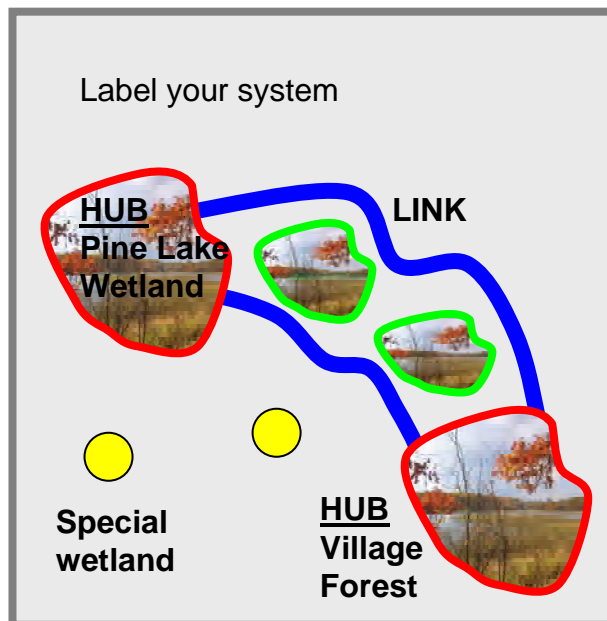 Label your system
HUB
Pine Lake
Wetland
LINK
Special
wetland
HUB
Village
Forest